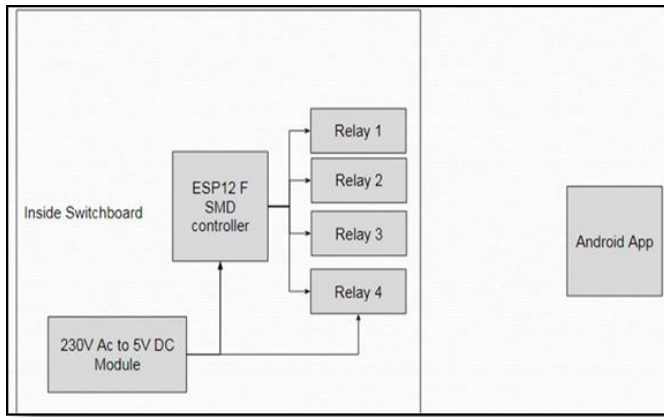 Relay 1
ESP12 F
SMD
controller
Relay 2
Inside Switchboard
Relay 3
Android App
Relay 4
230V Ac to 5V DC
Module